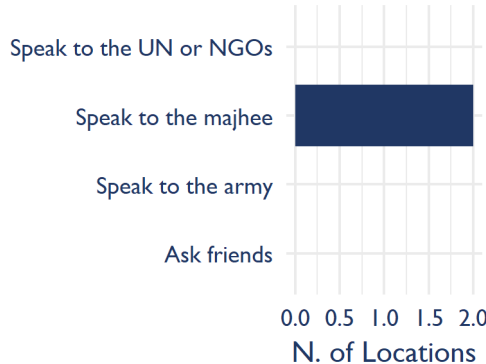 Speak to the UN or NGOs
Speak to the majhee
Speak to the army
Ask friends
0.0 0.5 1.0 1.5 2.0
N. of Locations